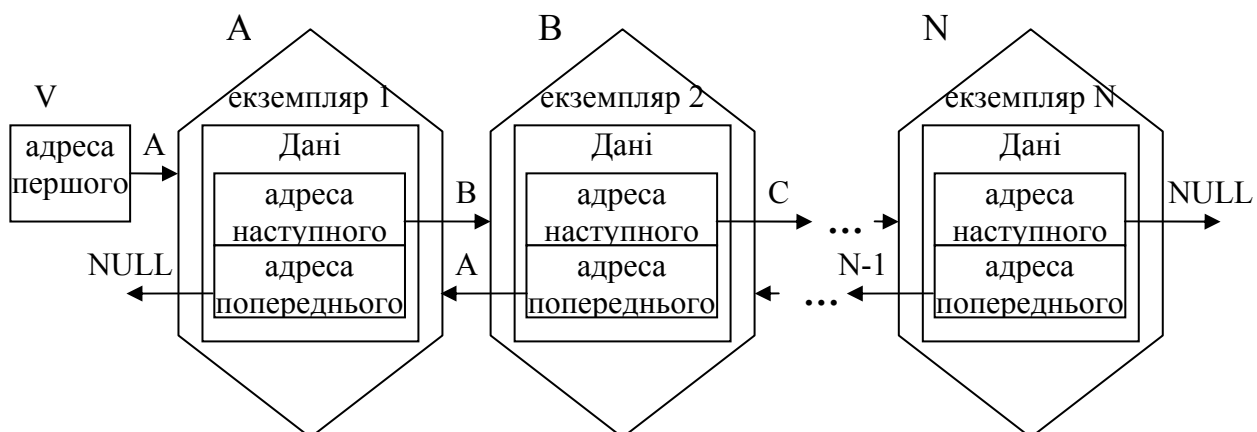 A
B
N
V
екземпляр 1
екземпляр 2
екземпляр N
адреса
першого
A
Дані
Дані
Дані
адреса
наступного
B
адреса
наступного
C
...
адреса
наступного
NULL
NULL
адреса
попереднього
A
адреса
попереднього
...
N-1
адреса
попереднього